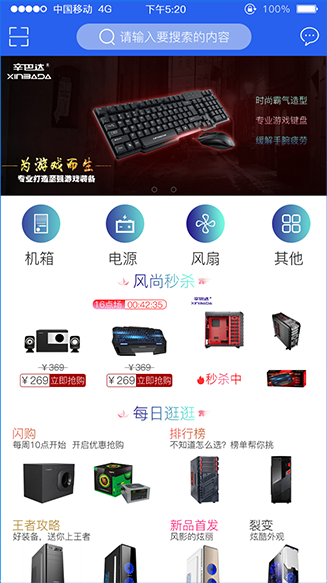 中国移动 4G 下午5:20 100%
请输入要搜索的内容
辛巴达®
XINBADA
时尚霸气造型
专业游戏键盘
缓解手腕疲劳
为游戏而生
专业打造至强游戏装备
机箱 电源 风扇 其他
风尚秒杀
16点场 00:42:35
辛巴达
XINBADA
￥369 ￥369
￥269 立即抢购 ￥269 立即抢购 秒杀中
每日逛逛
闪购 排行榜
每周10点开始 开启优惠抢购 不知道怎么选？榜单帮你挑
王者攻略 新品首发 裂变
好装备，送你上王者 风影的炫丽 炫酷外观